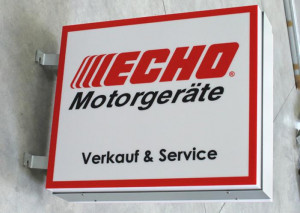 ECHO®
Motorgeräte
Verkauf & Service